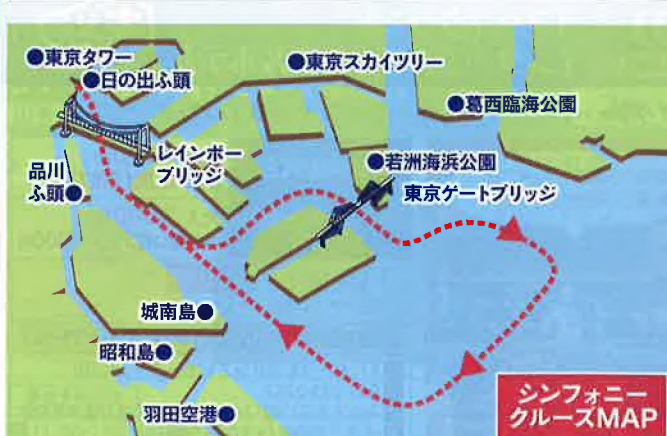 ●東京タワー
●日の出ふ頭
●東京スカイツリー
●葛西臨海公園
レインボー
ブリッジ
●若洲海浜公園
東京ゲートブリッジ
品川
ふ頭●
城南島●
昭和島●
羽田空港●
シンフォニー
クルーズMAP